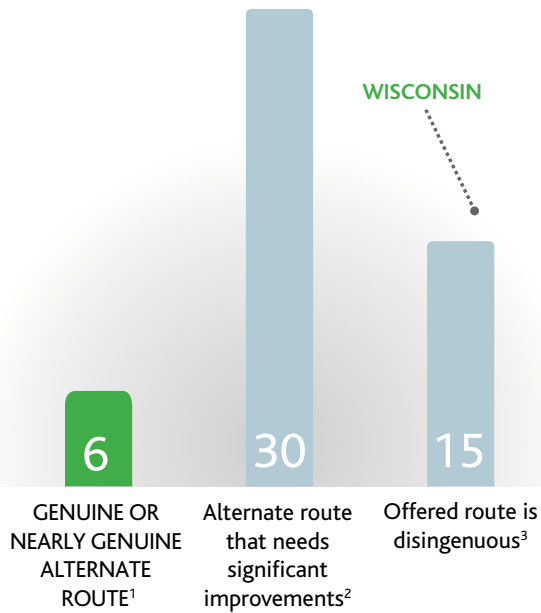 WISCONSIN
6
30
15
GENUINE OR
NEARLY GENUINE
ALTERNATE
ROUTE¹
Alternate route
that needs
significant
improvements²
Offered route is
disingenuous³